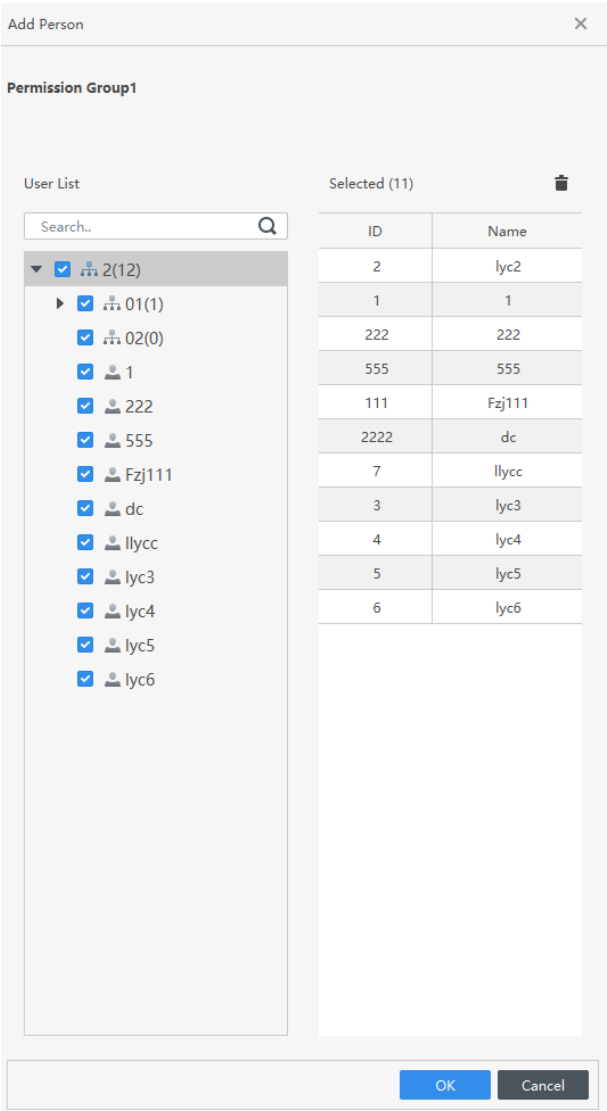 Add Person
Permission Group1
User List
Search..
2(12)
01(1)
02(0)
1
222
555
Fzj111
dc
llycc
lyc3
lyc4
lyc5
lyc6
Selected (11)
ID Name
2 lyc2
1 1
222 222
555 555
111 Fzj111
2222 dc
7 llycc
3 lyc3
4 lyc4
5 lyc5
6 lyc6
OK Cancel